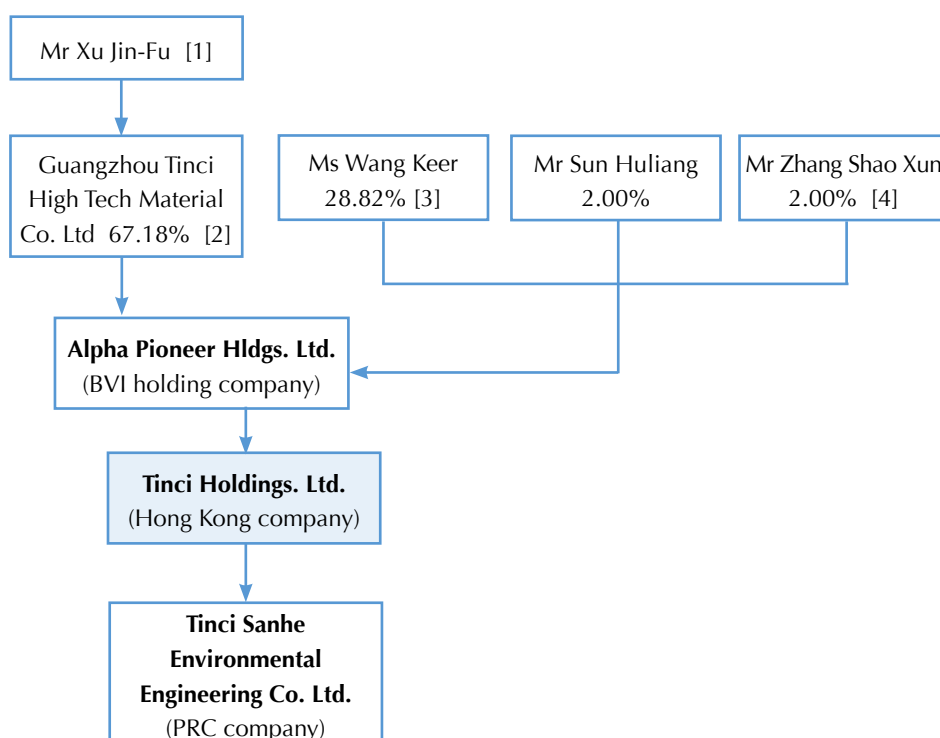 Mr Xu Jin-Fu [1]
Guangzhou Tinci
High Tech Material
Co. Ltd 67.18% [2]
Ms Wang Keer
28.82% [3]
Mr Sun Huliang
2.00%
Mr Zhang Shao Xun
2.00% [4]
Alpha Pioneer Hldgs. Ltd.
(BVI holding company)
Tinci Holdings. Ltd.
(Hong Kong company)
Tinci Sanhe
Environmental
Engineering Co. Ltd.
(PRC company)